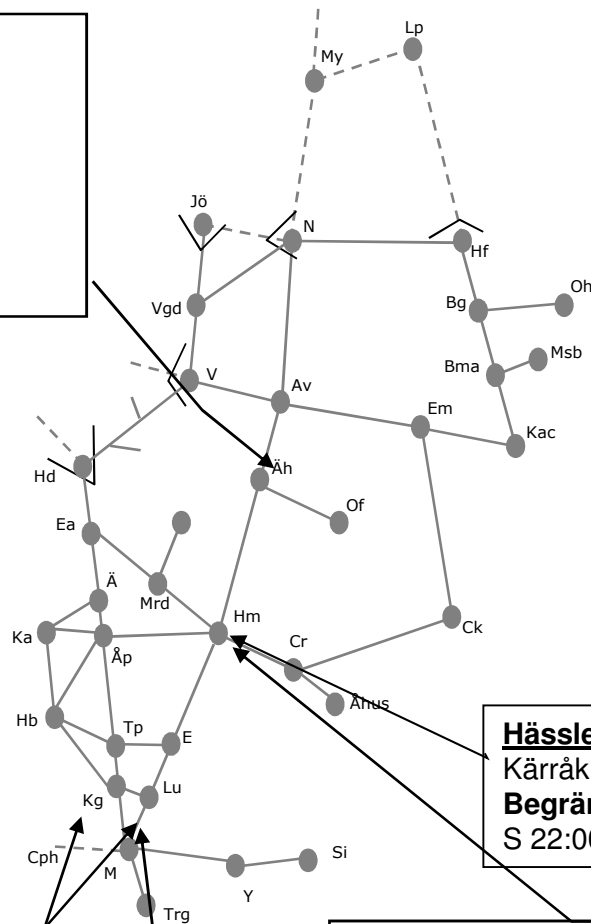 Lp
My
Jö
N
Hf
Vgd
Bg
Oh
Msb
V
Bma
Av
Em
Kac
Hd
Äh
Of
Ea
Ä
Mrd
Hm
Ck
Ka
Åp
Cr
Åhus
Hb
Tp
E
Hässle
Kärråk
Begrän
S 22:00
Kg
Lu
Cph
M
Si
Y
Trg